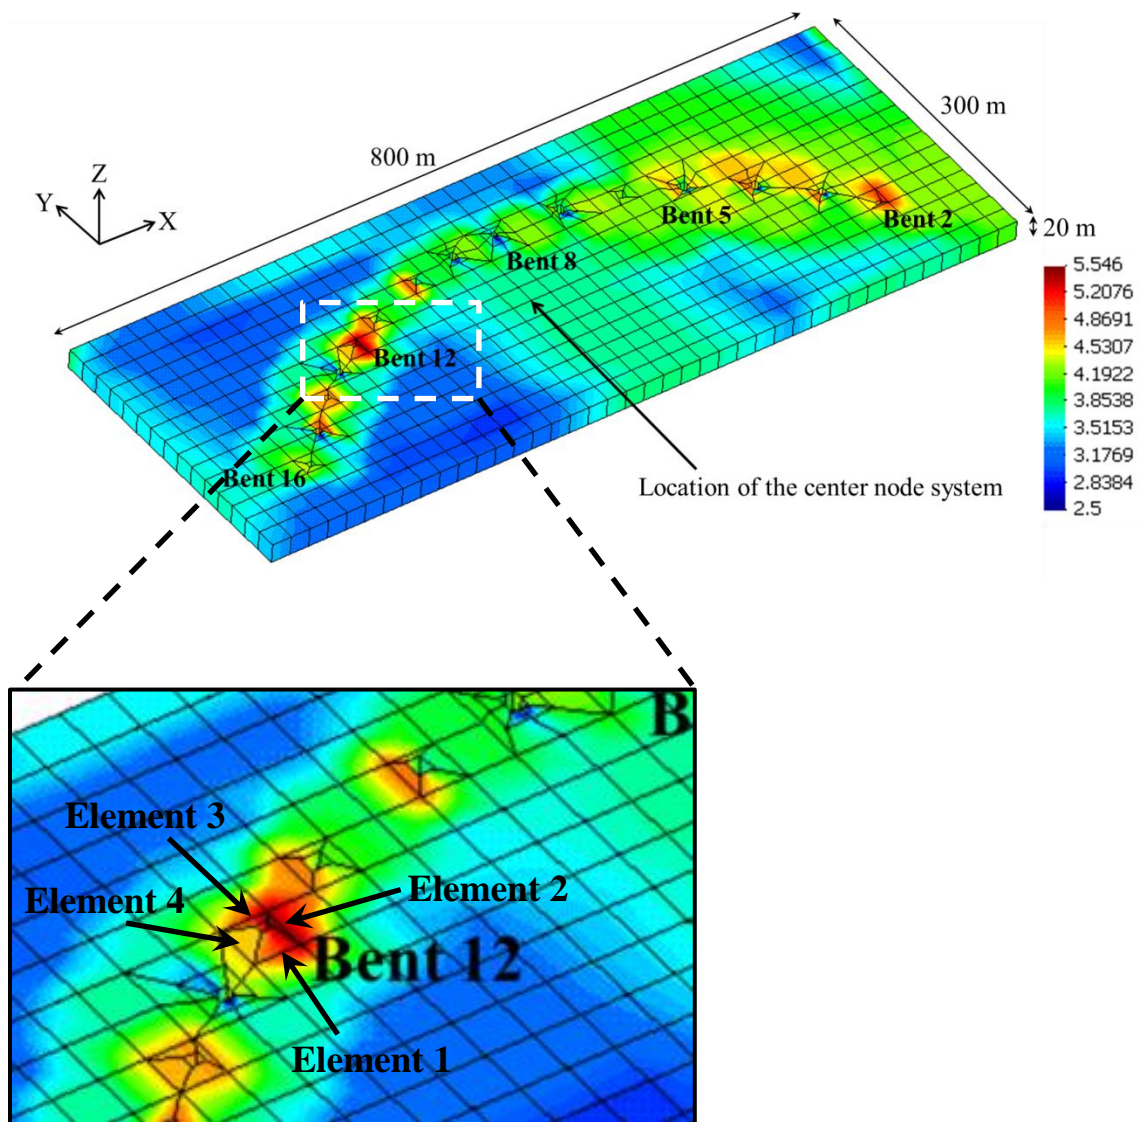 300 m
800 m
Z
Y
X
Bent 5
Bent 2
20 m
Bent 8
5.546
5.2076
4.8691
4.5307
4.1922
3.8538
3.5153
3.1769
2.8384
2.5
Bent 12
Bent 16
Location of the center node system
B
Element 3
Element 2
Element 4
Bent 12
Element 1